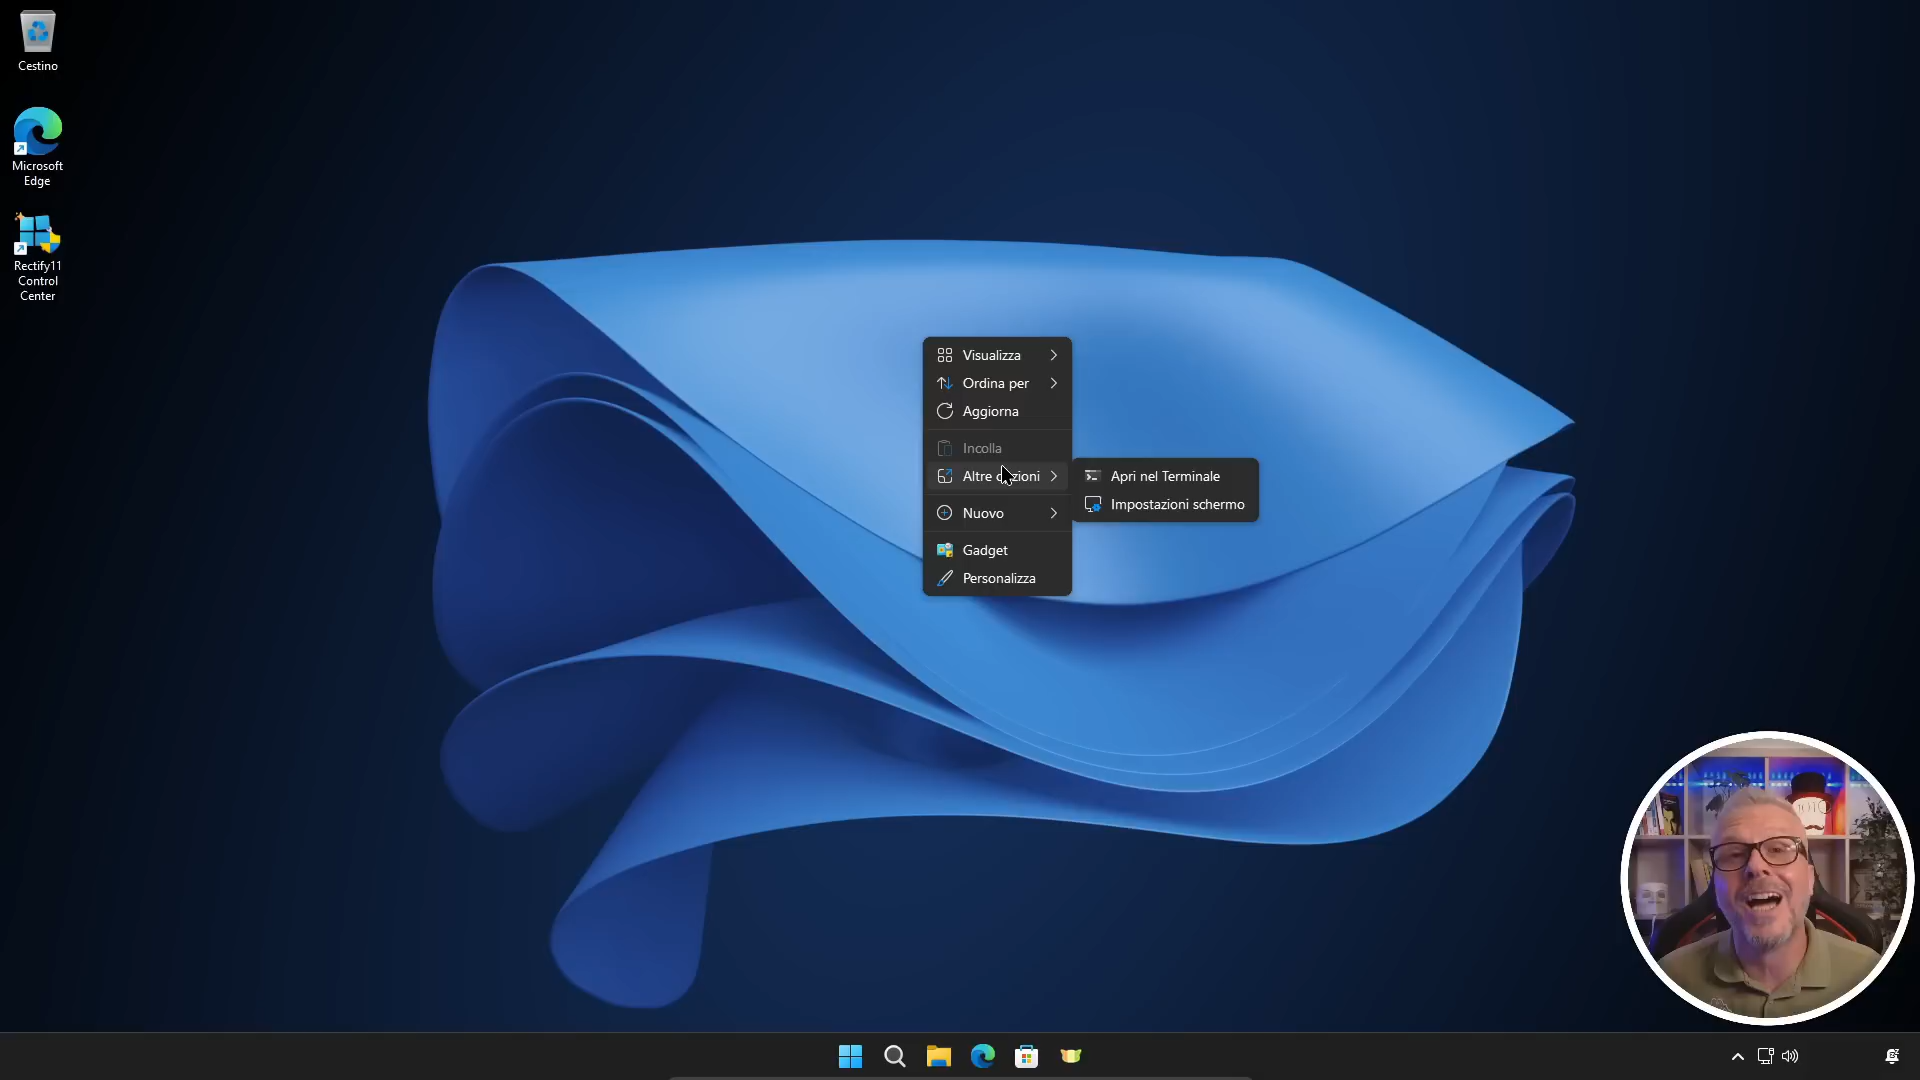 Cestino
Microsoft
Edge
Rectify11
Control
Center
Visualizza
Ordina per
Aggiorna
Incolla
Altre
Apri nel Terminale
Impostazioni schermo
Nuovo
Gadget
Personalizza